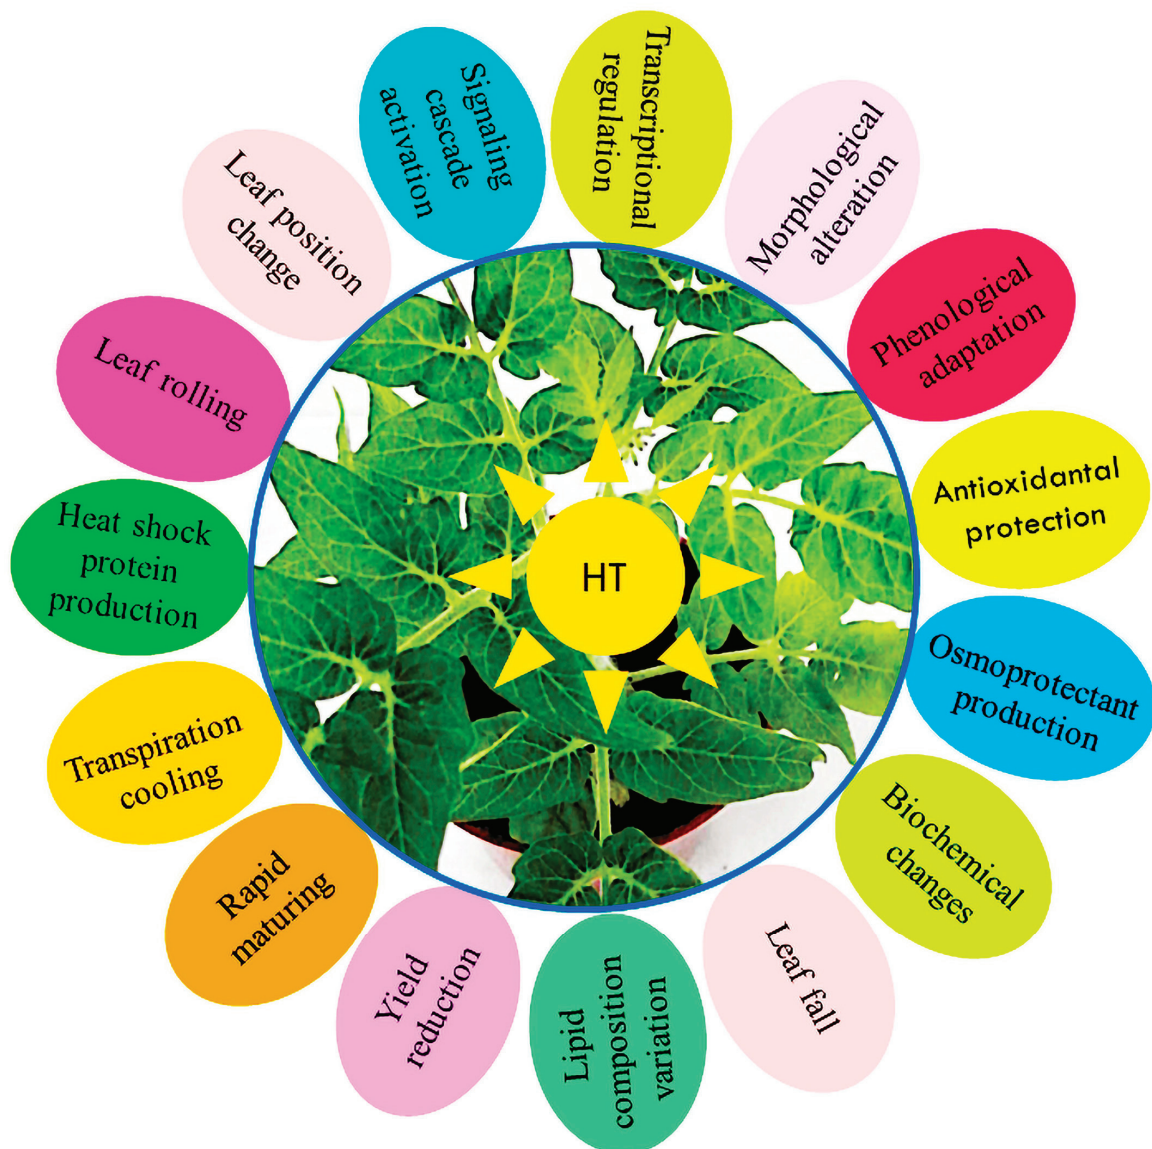 Transcriptional
regulation
Morphological
alteration
Phenological
adaptation
Antioxidantal
protection
Osmoprotectant
production
Biochemical
changes
Leaf fall
Lipid
composition
variation
Yield
reduction
Rapid
maturing
Transpiration
cooling
Heat shock
protein
production
Leaf rolling
Leaf position
change
Signaling
cascade
activation
HT